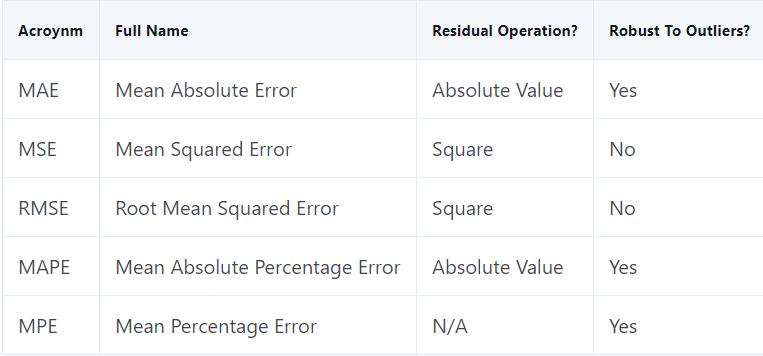 Acroynm Full Name Residual Operation? Robust To Outliers?
MAE Mean Absolute Error Absolute Value Yes
MSE Mean Squared Error Square No
RMSE Root Mean Squared Error Square No
MAPE Mean Absolute Percentage Error Absolute Value Yes
MPE Mean Percentage Error N/A Yes